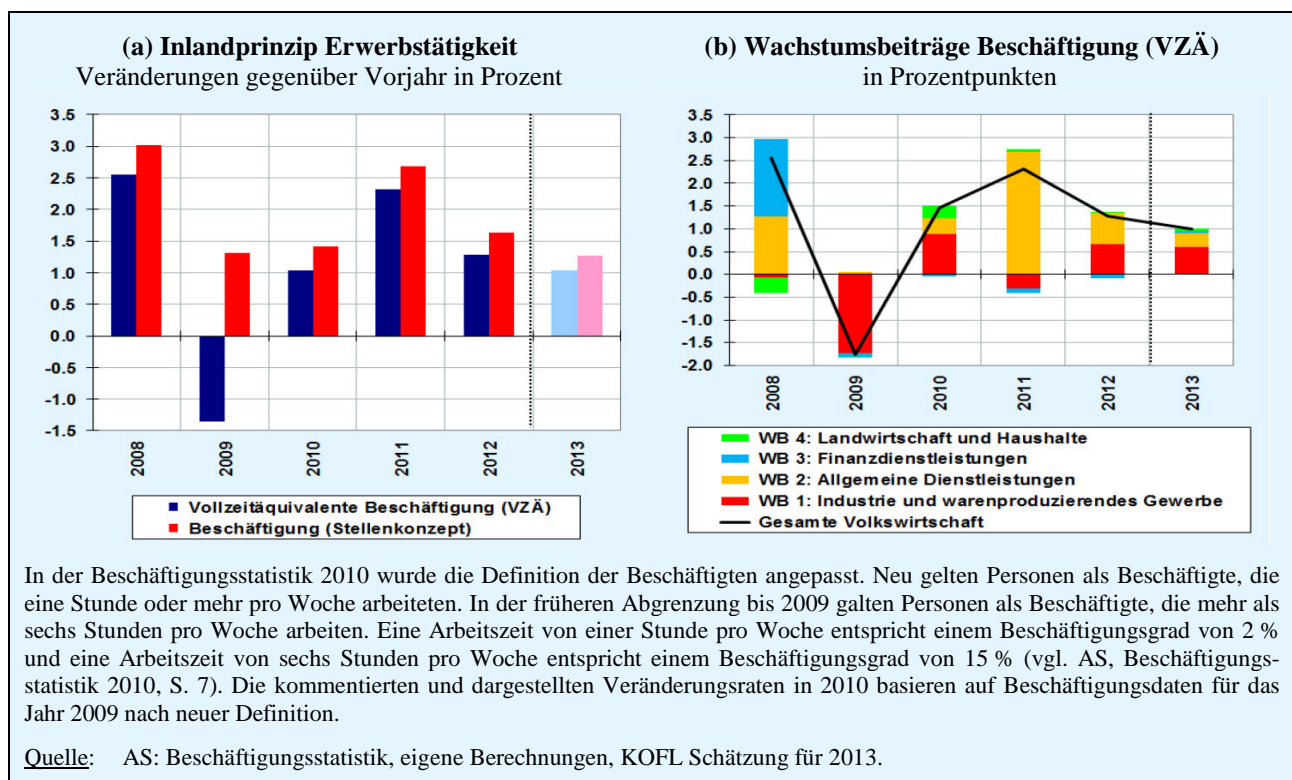 (a) Inlandprinzip Erwerbstätigkeit
Veränderungen gegenüber Vorjahr in Prozent
3.5
3.0
2.5
2.0
1.5
1.0
0.5
0.0
-0.5
-1.0
-1.5
2008
2009
2010
2011
2012
2013
Vollzeitäquivalente Beschäftigung (VZÄ)
Beschäftigung (Stellenkonzept)
(b) Wachstumsbeiträge Beschäftigung (VZÄ)
in Prozentpunkten
3.5
3.0
2.5
2.0
1.5
1.0
0.5
0.0
-0.5
-1.0
-1.5
-2.0
2008
2009
2010
2011
2012
2013
WB 4: Landwirtschaft und Haushalte
WB 3: Finanzdienstleistungen
WB 2: Allgemeine Dienstleistungen
WB 1: Industrie und warenproduzierendes Gewerbe
Gesamte Volkswirtschaft
In der Beschäftigungsstatistik 2010 wurde die Definition der Beschäftigten angepasst. Neu gelten Personen als Beschäftigte, die
eine Stunde oder mehr pro Woche arbeiteten. In der früheren Abgrenzung bis 2009 galten Personen als Beschäftigte, die mehr als
sechs Stunden pro Woche arbeiten. Eine Arbeitszeit von einer Stunde pro Woche entspricht einem Beschäftigungsgrad von 2 %
und eine Arbeitszeit von sechs Stunden pro Woche entspricht einem Beschäftigungsgrad von 15 % (vgl. AS, Beschäftigungs-
statistik 2010, S. 7). Die kommentierten und dargestellten Veränderungsraten in 2010 basieren auf Beschäftigungsdaten für das
Jahr 2009 nach neuer Definition.
Quelle: AS: Beschäftigungsstatistik, eigene Berechnungen, KOFL Schätzung für 2013.